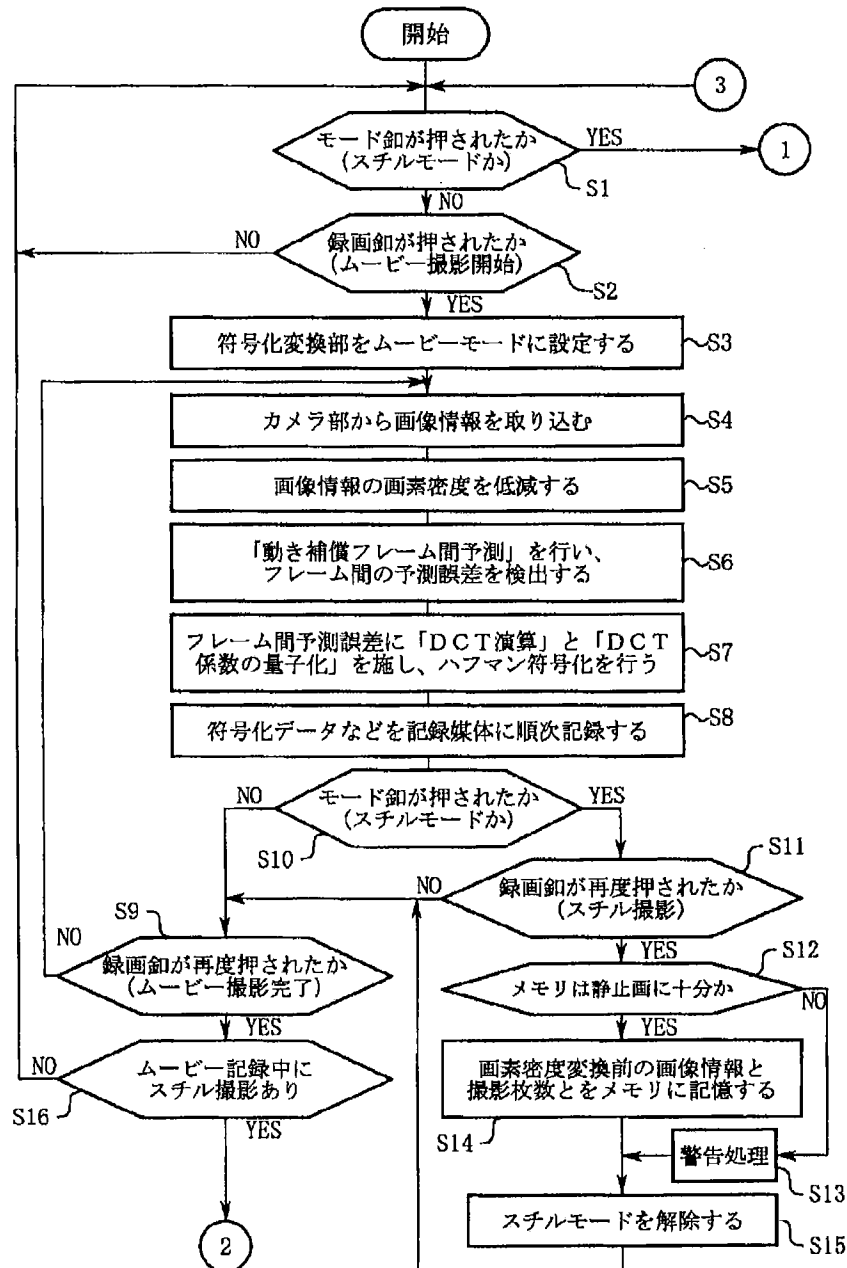 開始
3
モード釦が押されたか
(スチルモードか)
YES
1
S1
NO
NO
録画釦が押されたか
(ムービー撮影開始)
S2
YES
符号化変換部をムービーモードに設定する
S3
カメラ部から画像情報を取り込む
S4
画像情報の画素密度を低減する
S5
「動き補償フレーム間予測」を行い、
フレーム間の予測誤差を検出する
S6
フレーム間予測誤差に「DCT演算」と「DCT
係数の量子化」を施し、ハフマン符号化を行う
S7
符号化データなどを記録媒体に順次記録する
S8
NO
モード釦が押されたか
(スチルモードか)
YES
S10
S11
NO
録画釦が再度押されたか
(スチル撮影)
YES
S9
NO
録画釦が再度押されたか
(ムービー撮影完了)
YES
S12
メモリは静止画に十分か
NO
YES
NO
ムービー記録中に
スチル撮影あり
S16
YES
画素密度変換前の画像情報と
撮影枚数とをメモリに記憶する
S14
警告処理
S13
スチルモードを解除する
S15
2